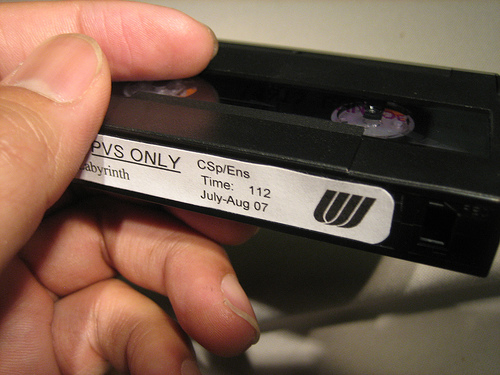 PVS ONLY
abyrinth
CSp/Ens
Time: 112
July-Aug 07